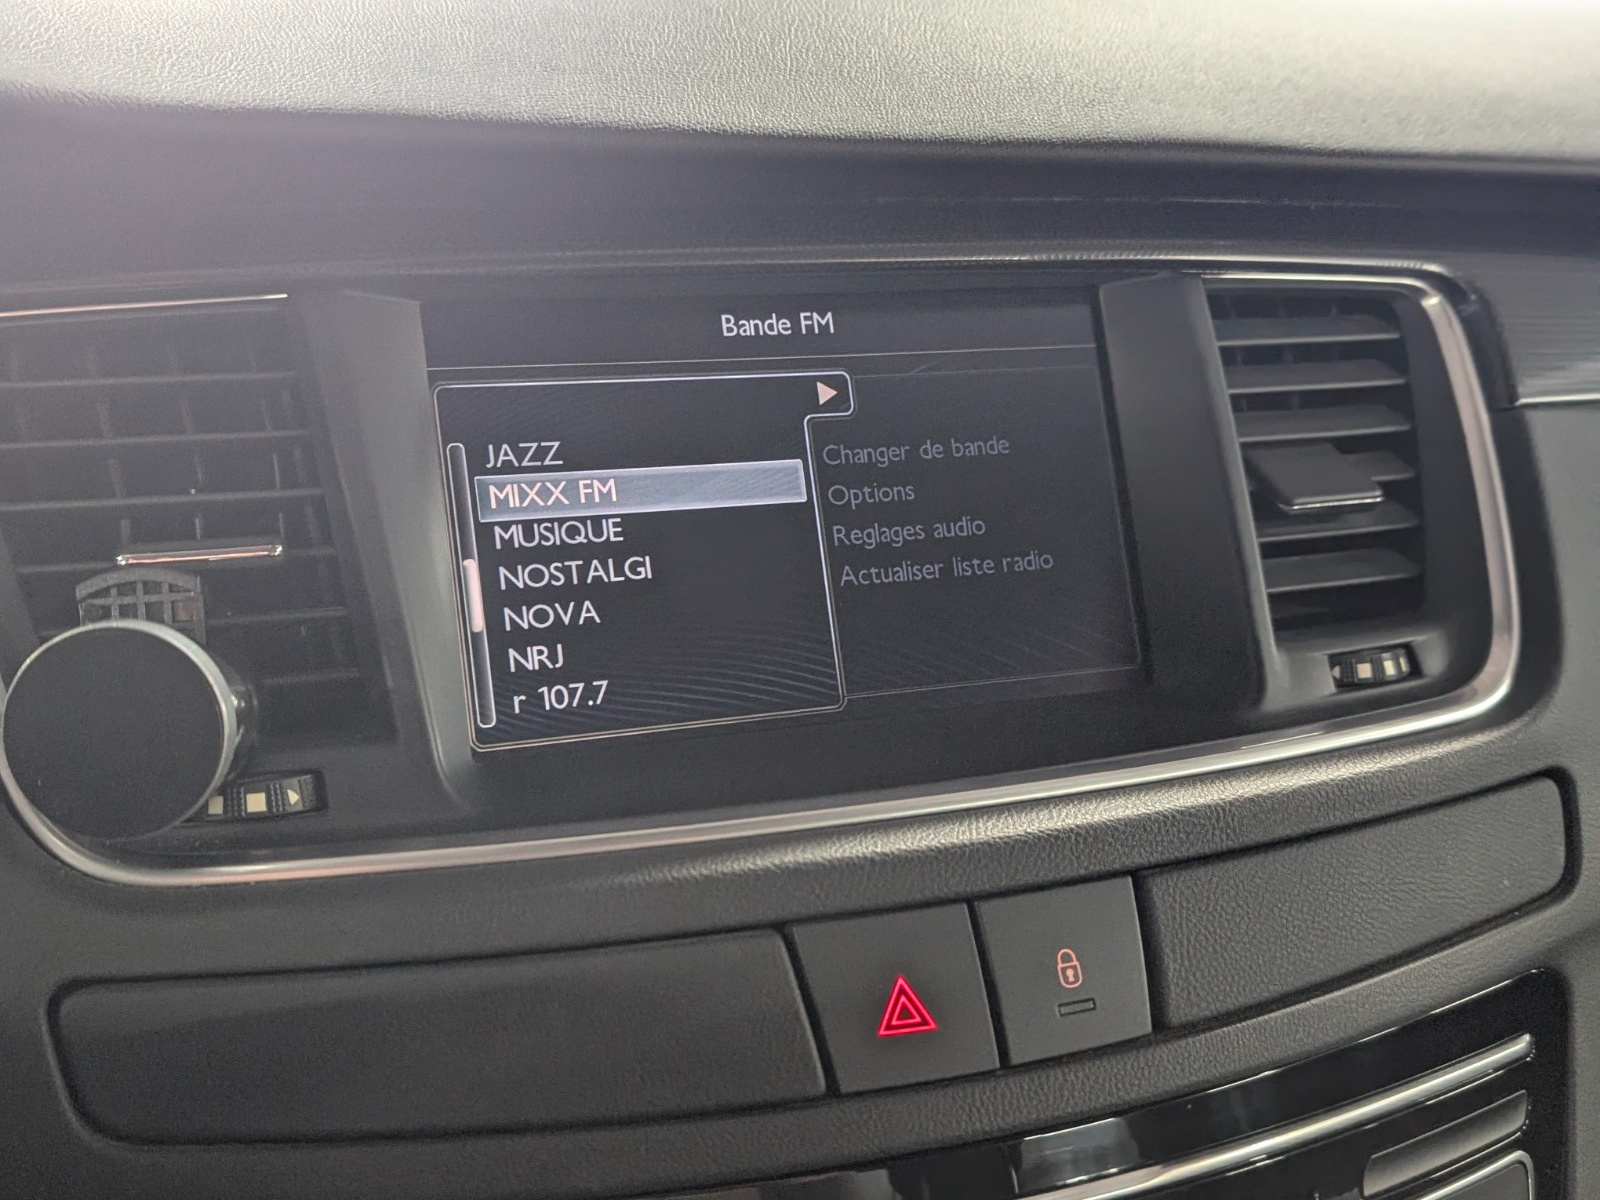 Bande FM
JAZZ
MIXX FM
MUSIQUE
NOSTALGI
NOVA
NRJ
r 107.7
Changer de bande
Options
Reglages audio
Actualiser liste radio